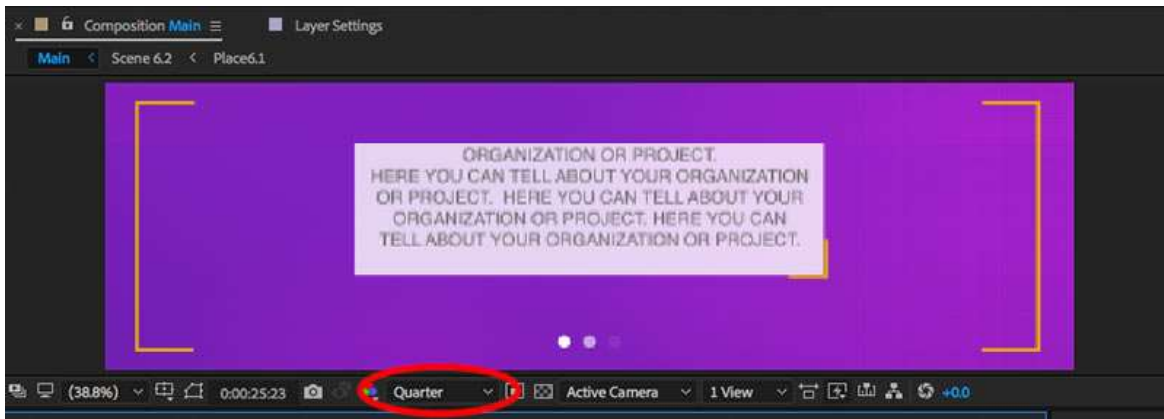 × Composition Main ≡ Layer Settings
Main < Scene 6.2 < Place6.1
ORGANIZATION OR PROJECT.
HERE YOU CAN TELL ABOUT YOUR ORGANIZATION
OR PROJECT. HERE YOU CAN TELL ABOUT YOUR
ORGANIZATION OR PROJECT. HERE YOU CAN
TELL ABOUT YOUR ORGANIZATION OR PROJECT.
(38.8%) 0:00:25:23 Quarter Active Camera 1 View +0.0